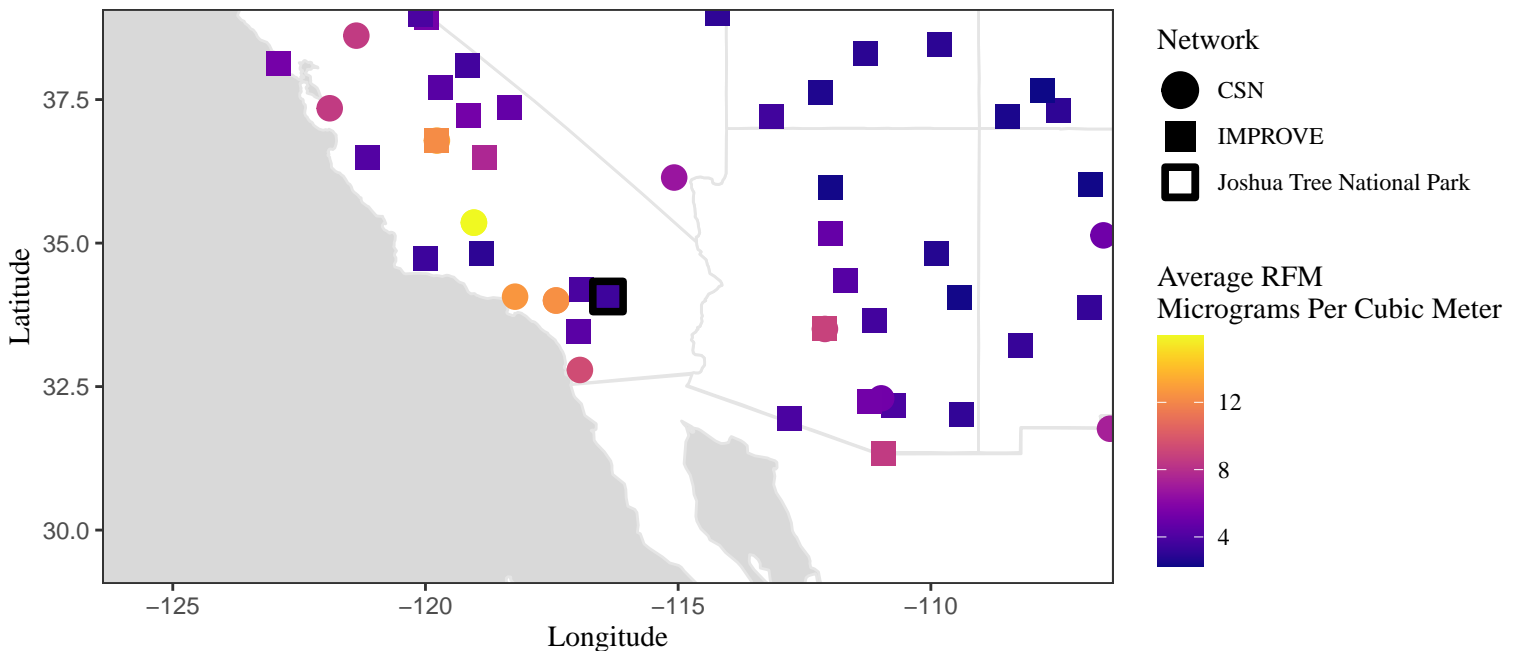 37.5
35.0
32.5
30.0
Latitude
−125
−120
−115
−110
Longitude
Network
CSN
IMPROVE
Joshua Tree National Park
Average RFM
Micrograms Per Cubic Meter
12
8
4